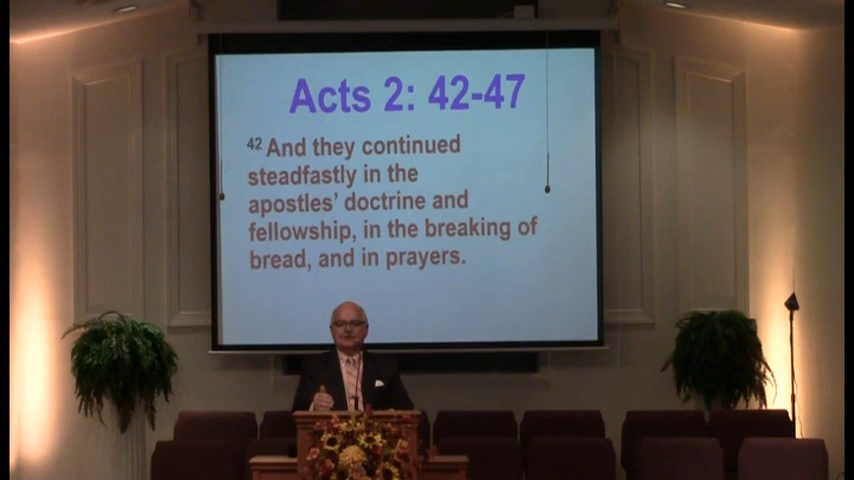 Acts 2: 42-47
42 And they continued
steadfastly in the
apostles’ doctrine and
fellowship, in the breaking of
bread, and in prayers.